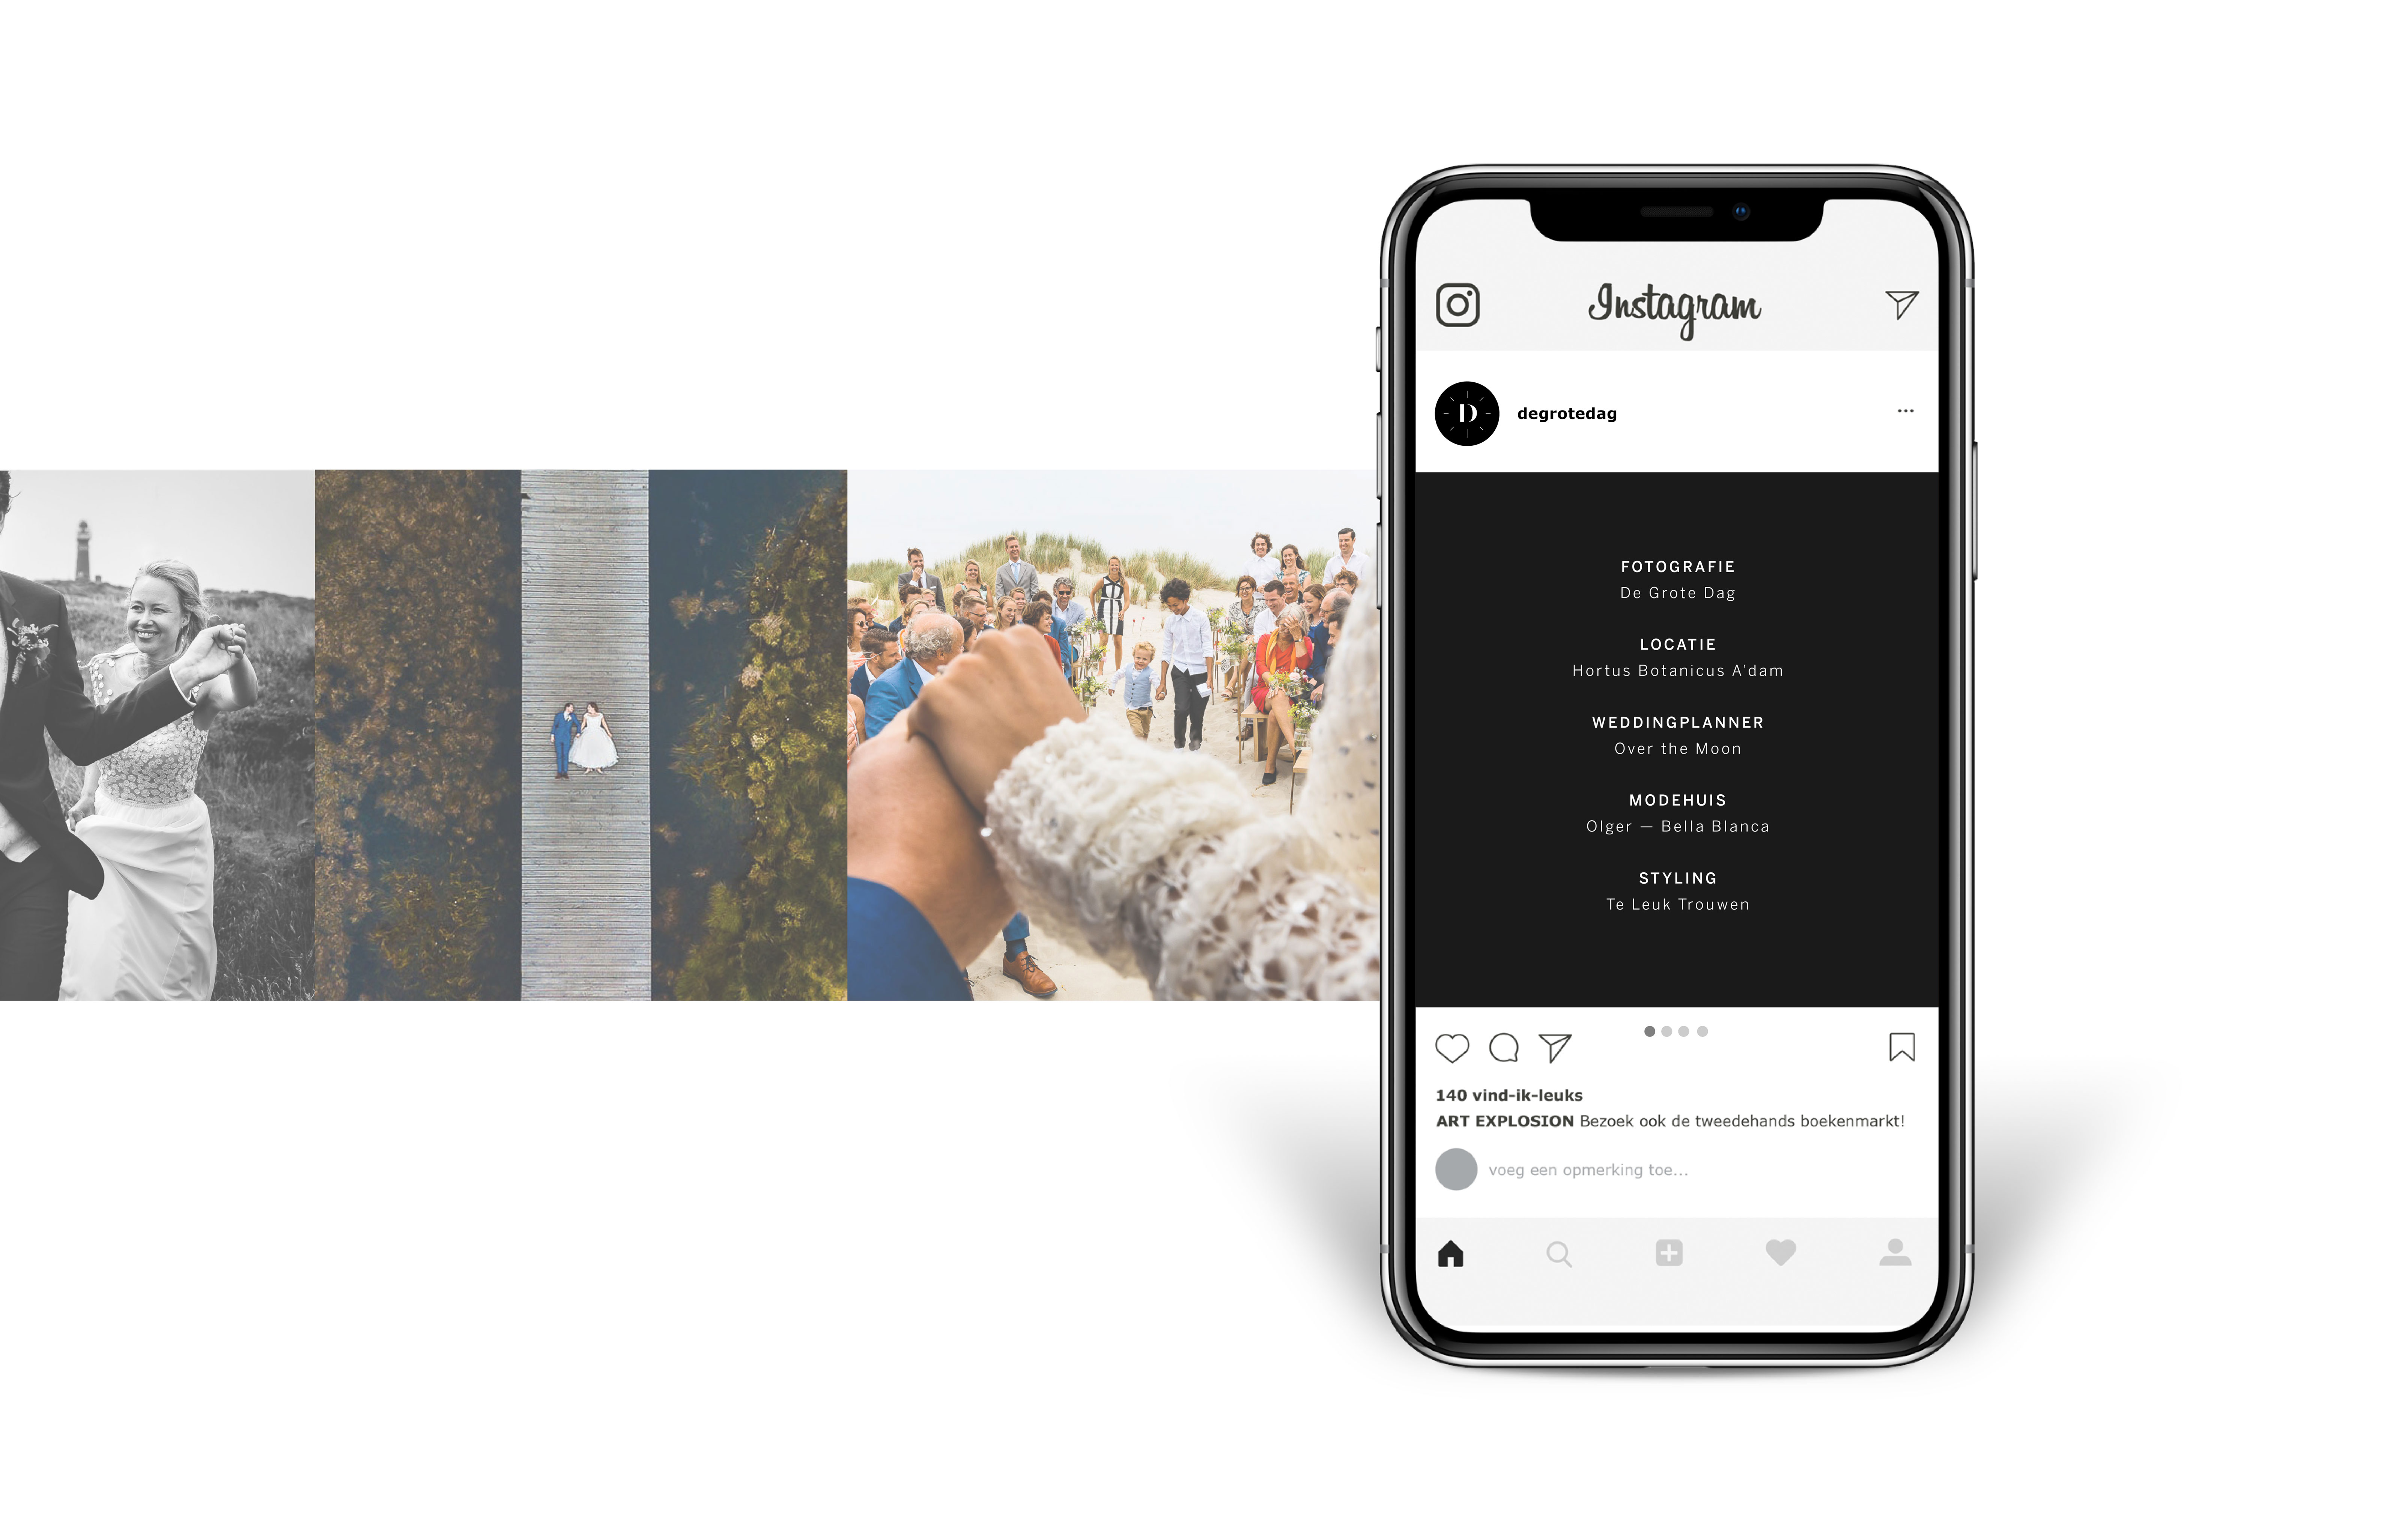 Instagram
D
degrotedag
FOTOGRAFIE
De Grote Dag
LOCATIE
Hortus Botanicus A'dam
WEDDINGPLANNER
Over the Moon
MODEHUIS
Olger — Bella Blanca
STYLING
Te Leuk Trouwen
140 vind-ik-leuks
ART EXPLOSION Bezoek ook de tweedehands boekenmarkt!
voeg een opmerking toe...